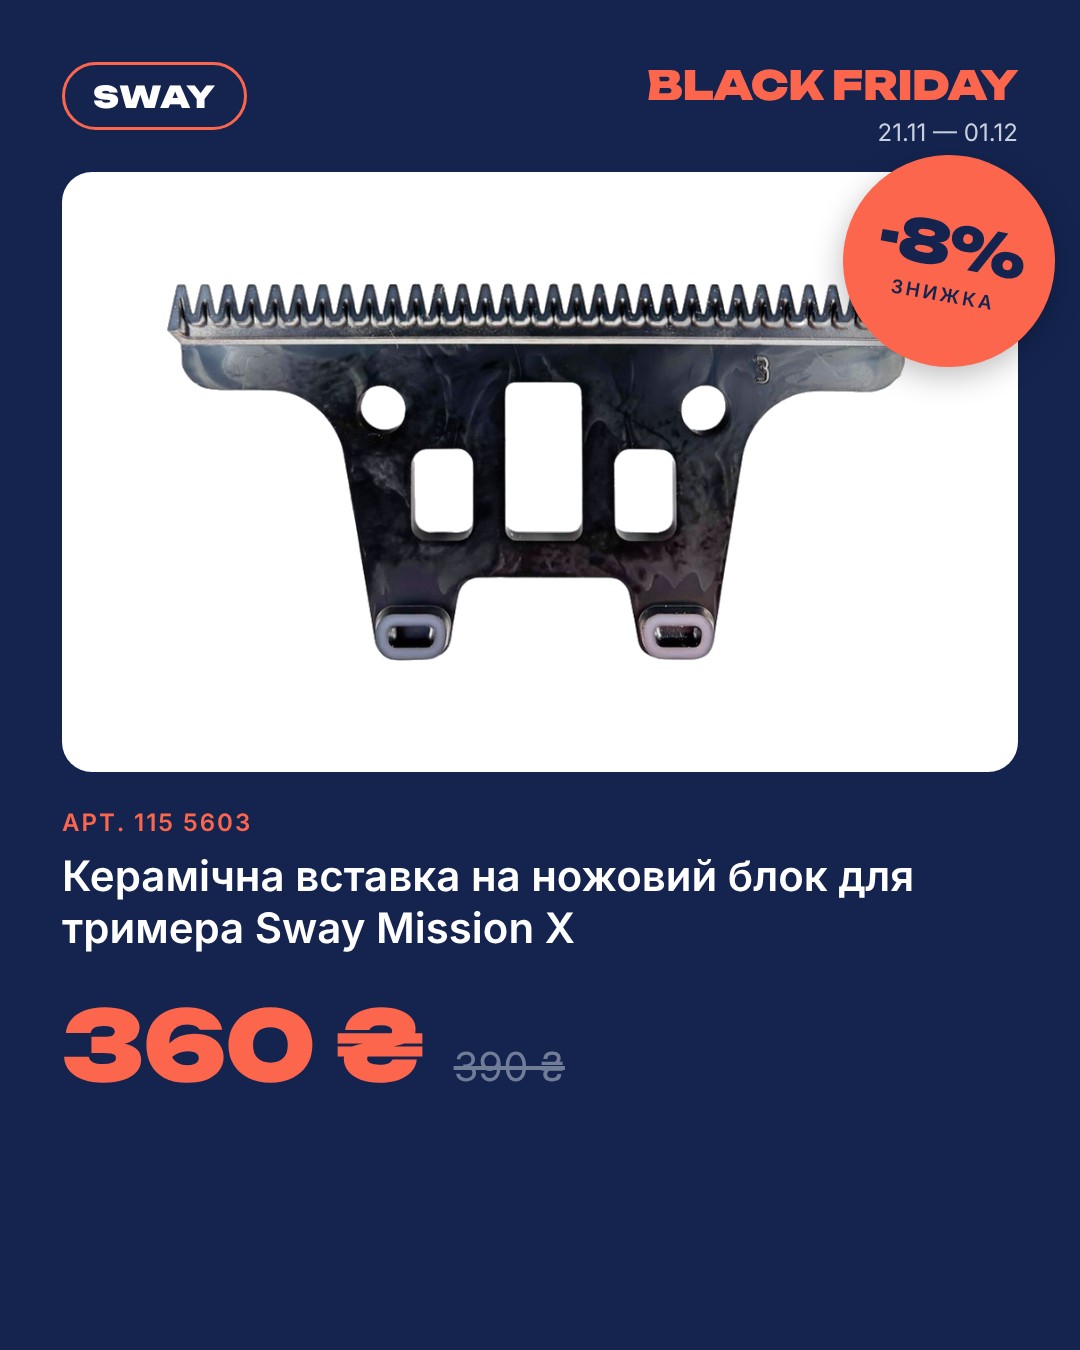 SWAY
BLACK FRIDAY
21.11 — 01.12
-8%
ЗНИЖКА
3
АРТ. 115 5603
Керамічна вставка на ножовий блок для
тримера Sway Mission X
360 ₴ 390 ₴